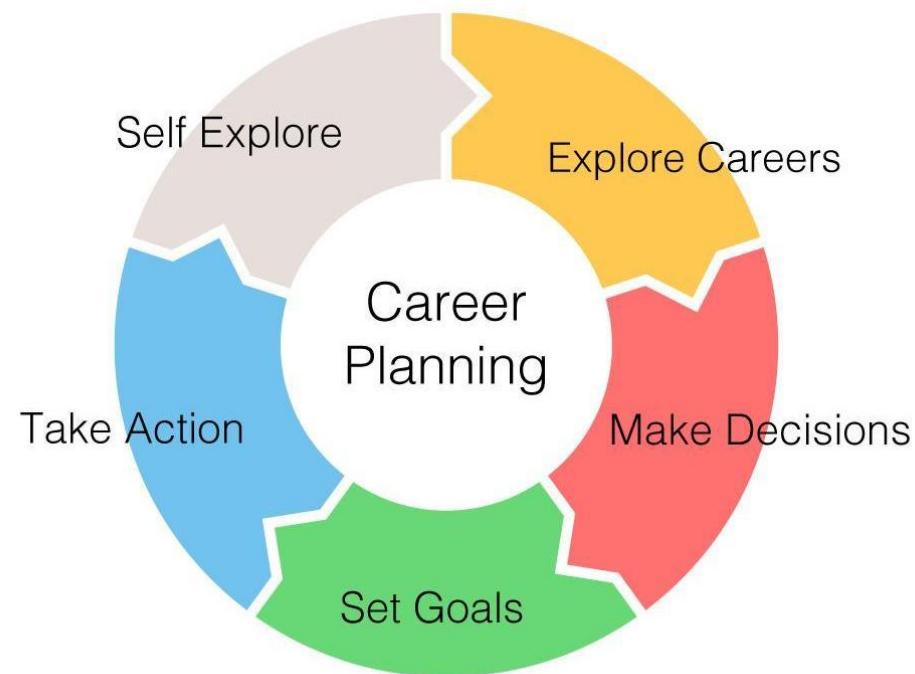 Self Explore
Explore Careers
Career
Planning
Take Action
Make Decisions
Set Goals